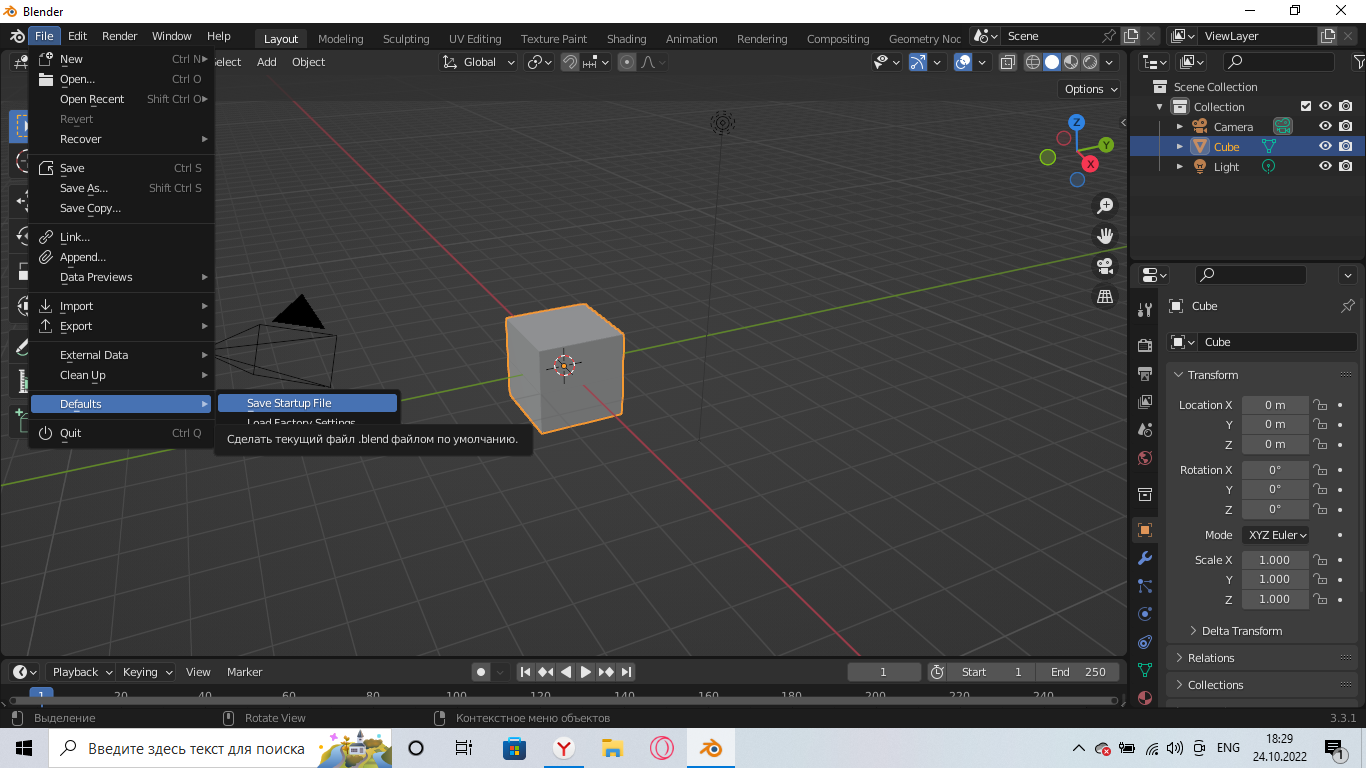 Blender
File Edit Render Window Help Layout Modeling Sculpting UV Editing Texture Paint Shading Animation Rendering Compositing Geometry Noc Scene ViewLayer
elect Add Object Global
Options
New Ctrl N
Open... Ctrl O
Open Recent Shift Ctrl O
Revert
Recover
Save Ctrl S
Save As... Shift Ctrl S
Save Copy...
Link...
Append...
Data Previews
Import
Export
External Data
Clean Up
Defaults
Quit Ctrl Q
Save Startup File
Load Factory Settings
Сделать текущий файл .blend файлом по умолчанию.
Z
Y
X
Scene Collection
Collection
Camera
Cube
Light
Cube
Cube
Transform
Location X 0 m
Y 0 m
Z 0 m
Rotation X 0°
Y 0°
Z 0°
Mode XYZ Euler
Scale X 1.000
Y 1.000
Z 1.000
Delta Transform
Relations
Collections
Playback Keying View Marker 1 Start 1 End 250
1 20 40 60 80 100 120 140 160 180 200 220 240
Выделение Rotate View Контекстное меню объектов 3.3.1
Введите здесь текст для поиска
ENG
18:29
24.10.2022
1